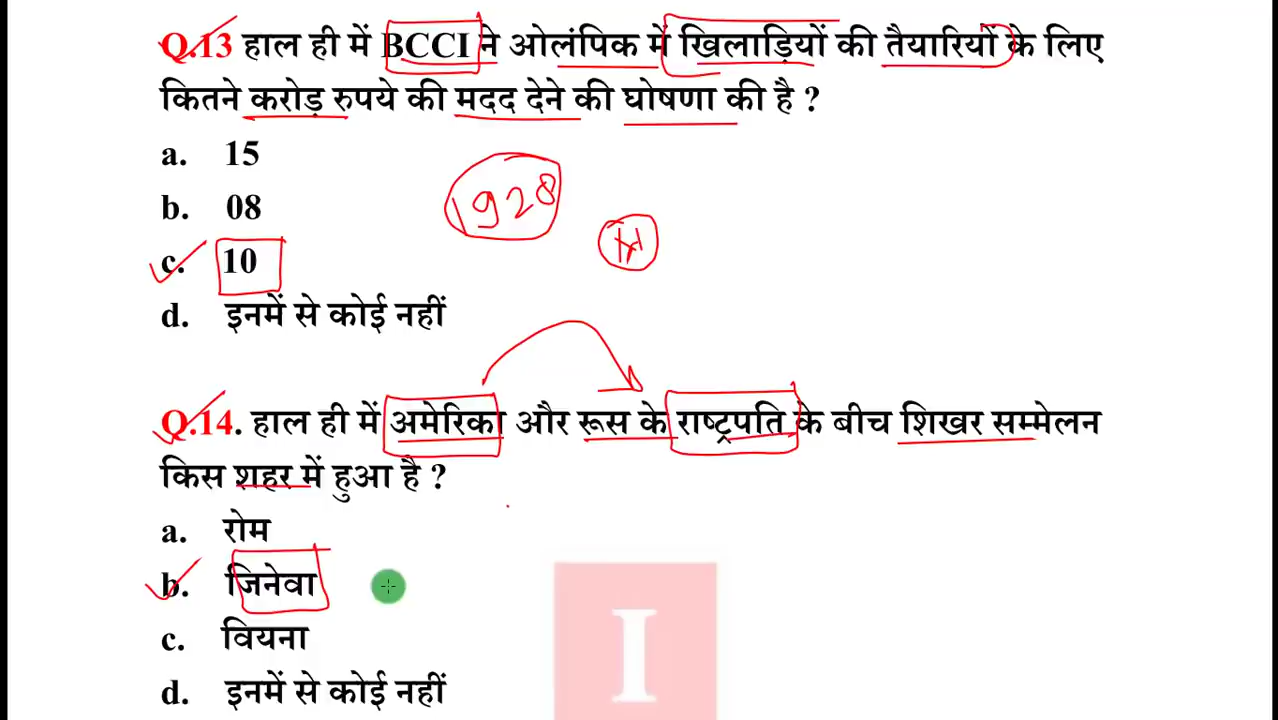 Q.13 हाल ही में BCCI ने ओलंपिक में खिलाड़ियों की तैयारियों के लिए
कितने करोड़ रुपये की मदद देने की घोषणा की है ?
a. 15
b. 08
1928
c. 10
d. इनमें से कोई नहीं
Q.14. हाल ही में अमेरिका और रूस के राष्ट्रपति के बीच शिखर सम्मेलन
किस शहर में हुआ है ?
a. रोम
b. जिनेवा
c. वियना
d. इनमें से कोई नहीं
I